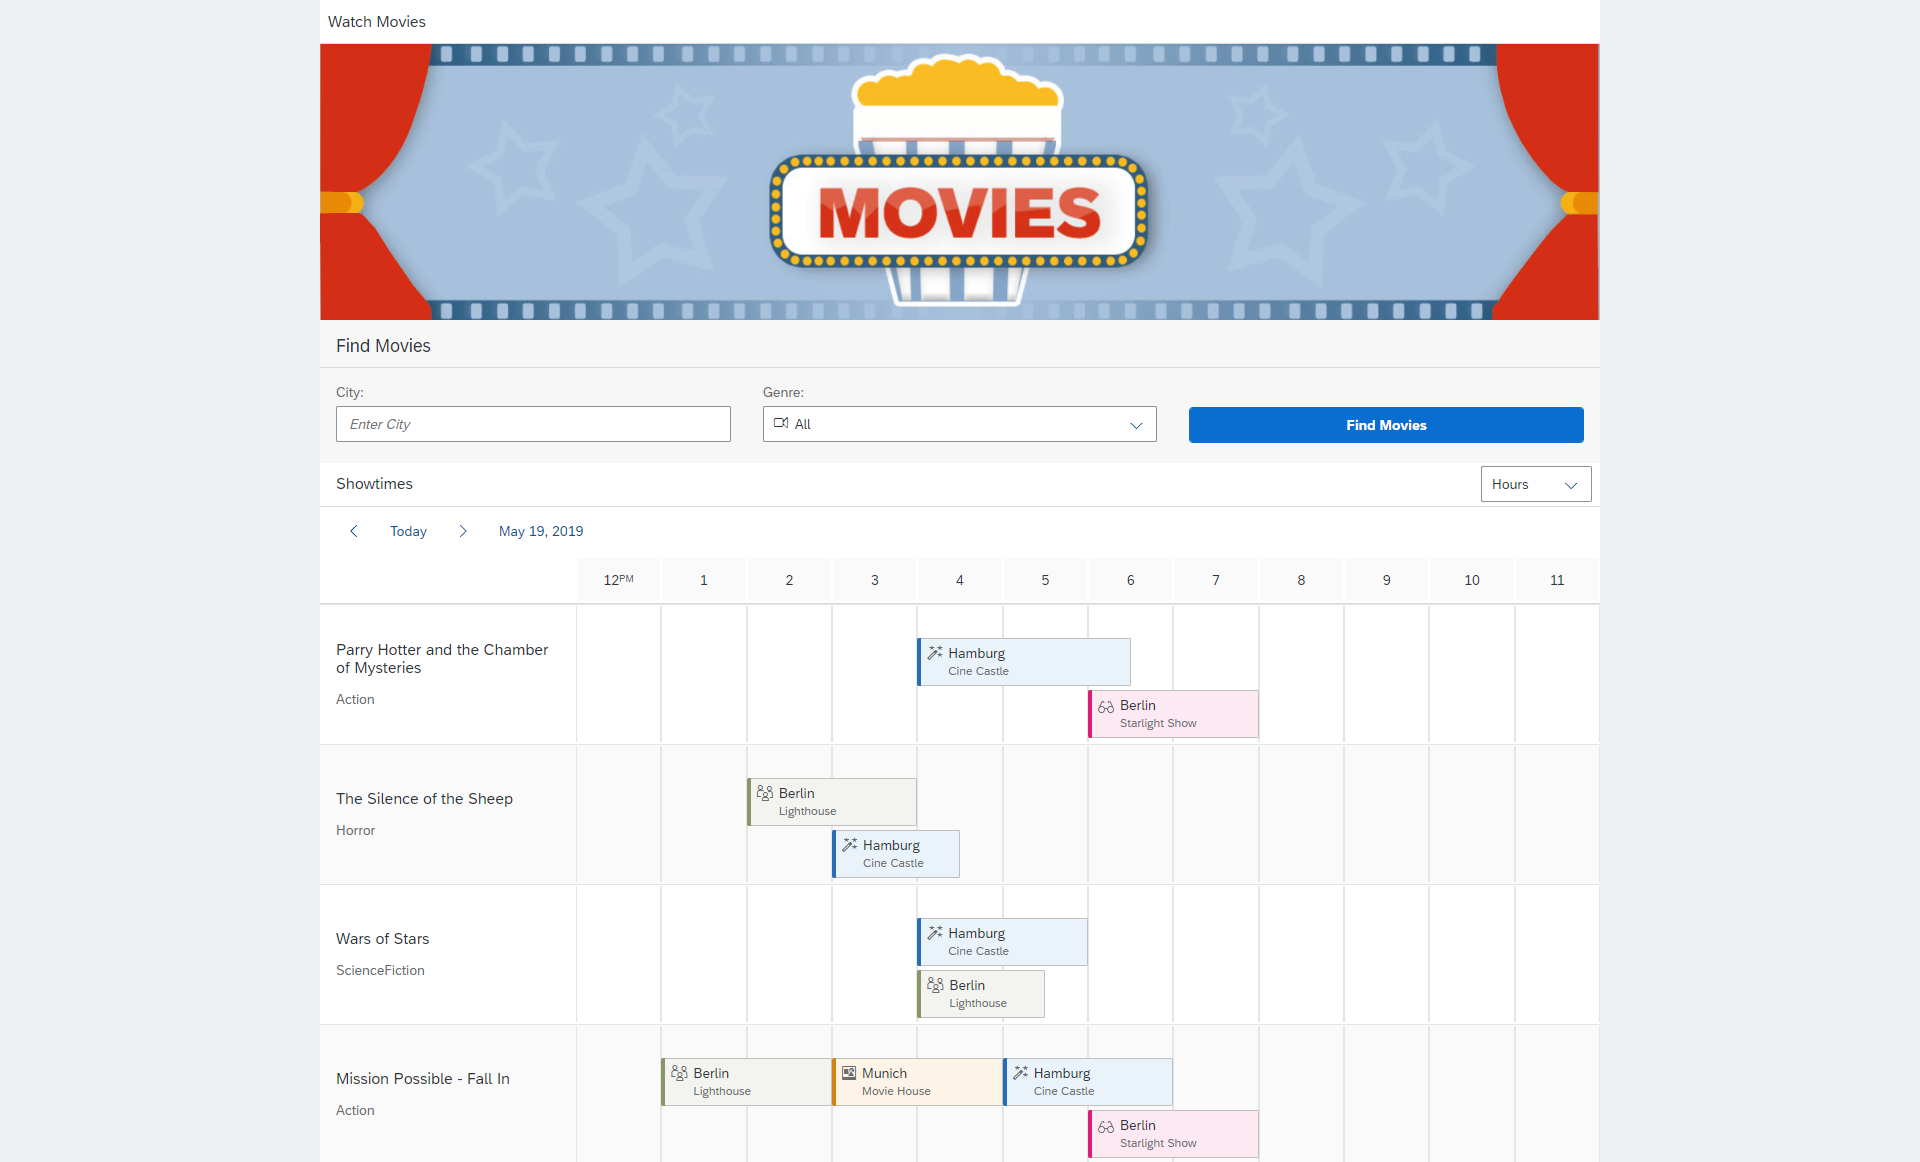 Watch Movies
MOVIES
Find Movies
City:
Genre:
Enter City
All
Find Movies
Showtimes
Hours
Today
May 19, 2019
12PM 1 2 3 4 5 6 7 8 9 10 11
Parry Hotter and the Chamber
of Mysteries
Action
Hamburg
Cine Castle
Berlin
Starlight Show
The Silence of the Sheep
Horror
Berlin
Lighthouse
Hamburg
Cine Castle
Wars of Stars
ScienceFiction
Hamburg
Cine Castle
Berlin
Lighthouse
Mission Possible - Fall In
Action
Berlin
Lighthouse
Munich
Movie House
Hamburg
Cine Castle
Berlin
Starlight Show